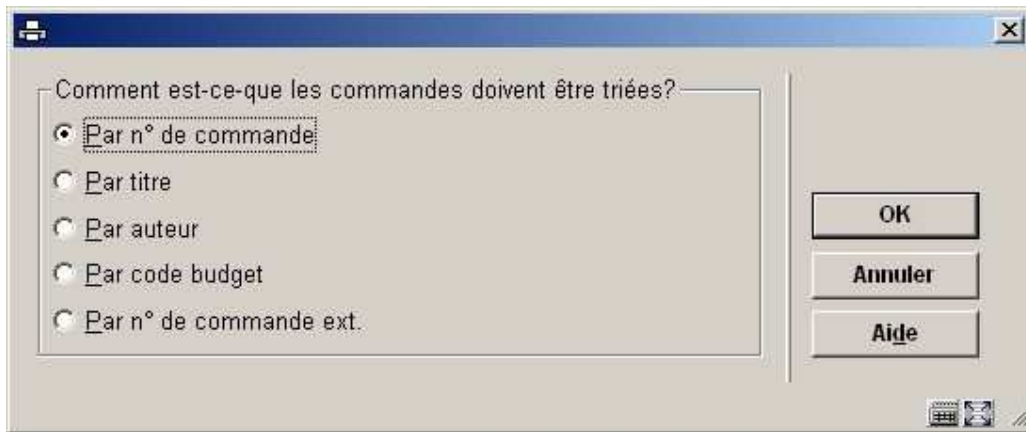 Comment est-ce-que les commandes doivent être triées?
Par n° de commande
Par titre
Par auteur
Par code budget
Par n° de commande ext.
OK
Annuler
Aide